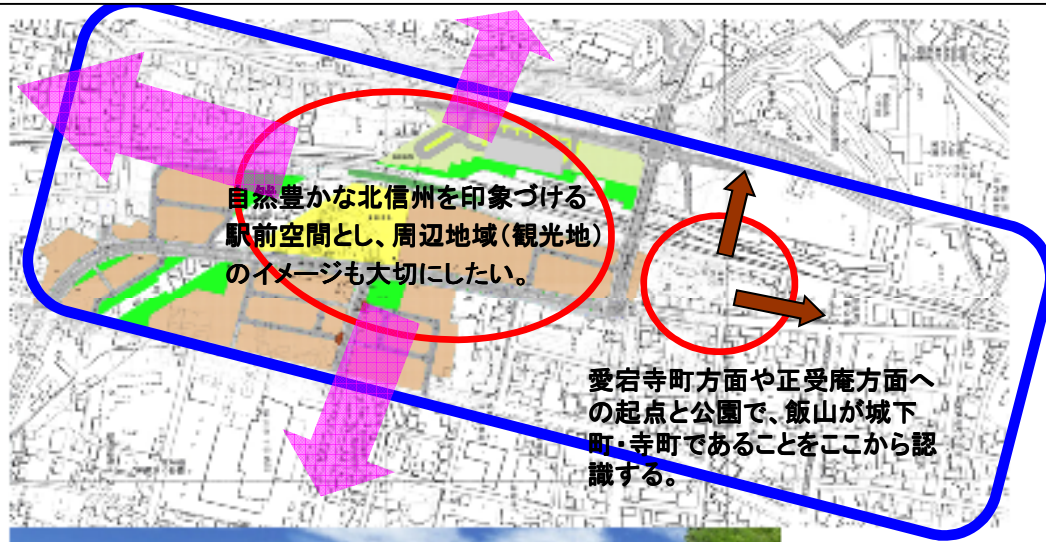 自然豊かな北信州を印象づける
駅前空間とし、周辺地域(観光地)
のイメージも大切にしたい。
愛宕寺町方面や正受庵方面へ
の起点と公園で、飯山が城下
町・寺町であることをここから認
識する。